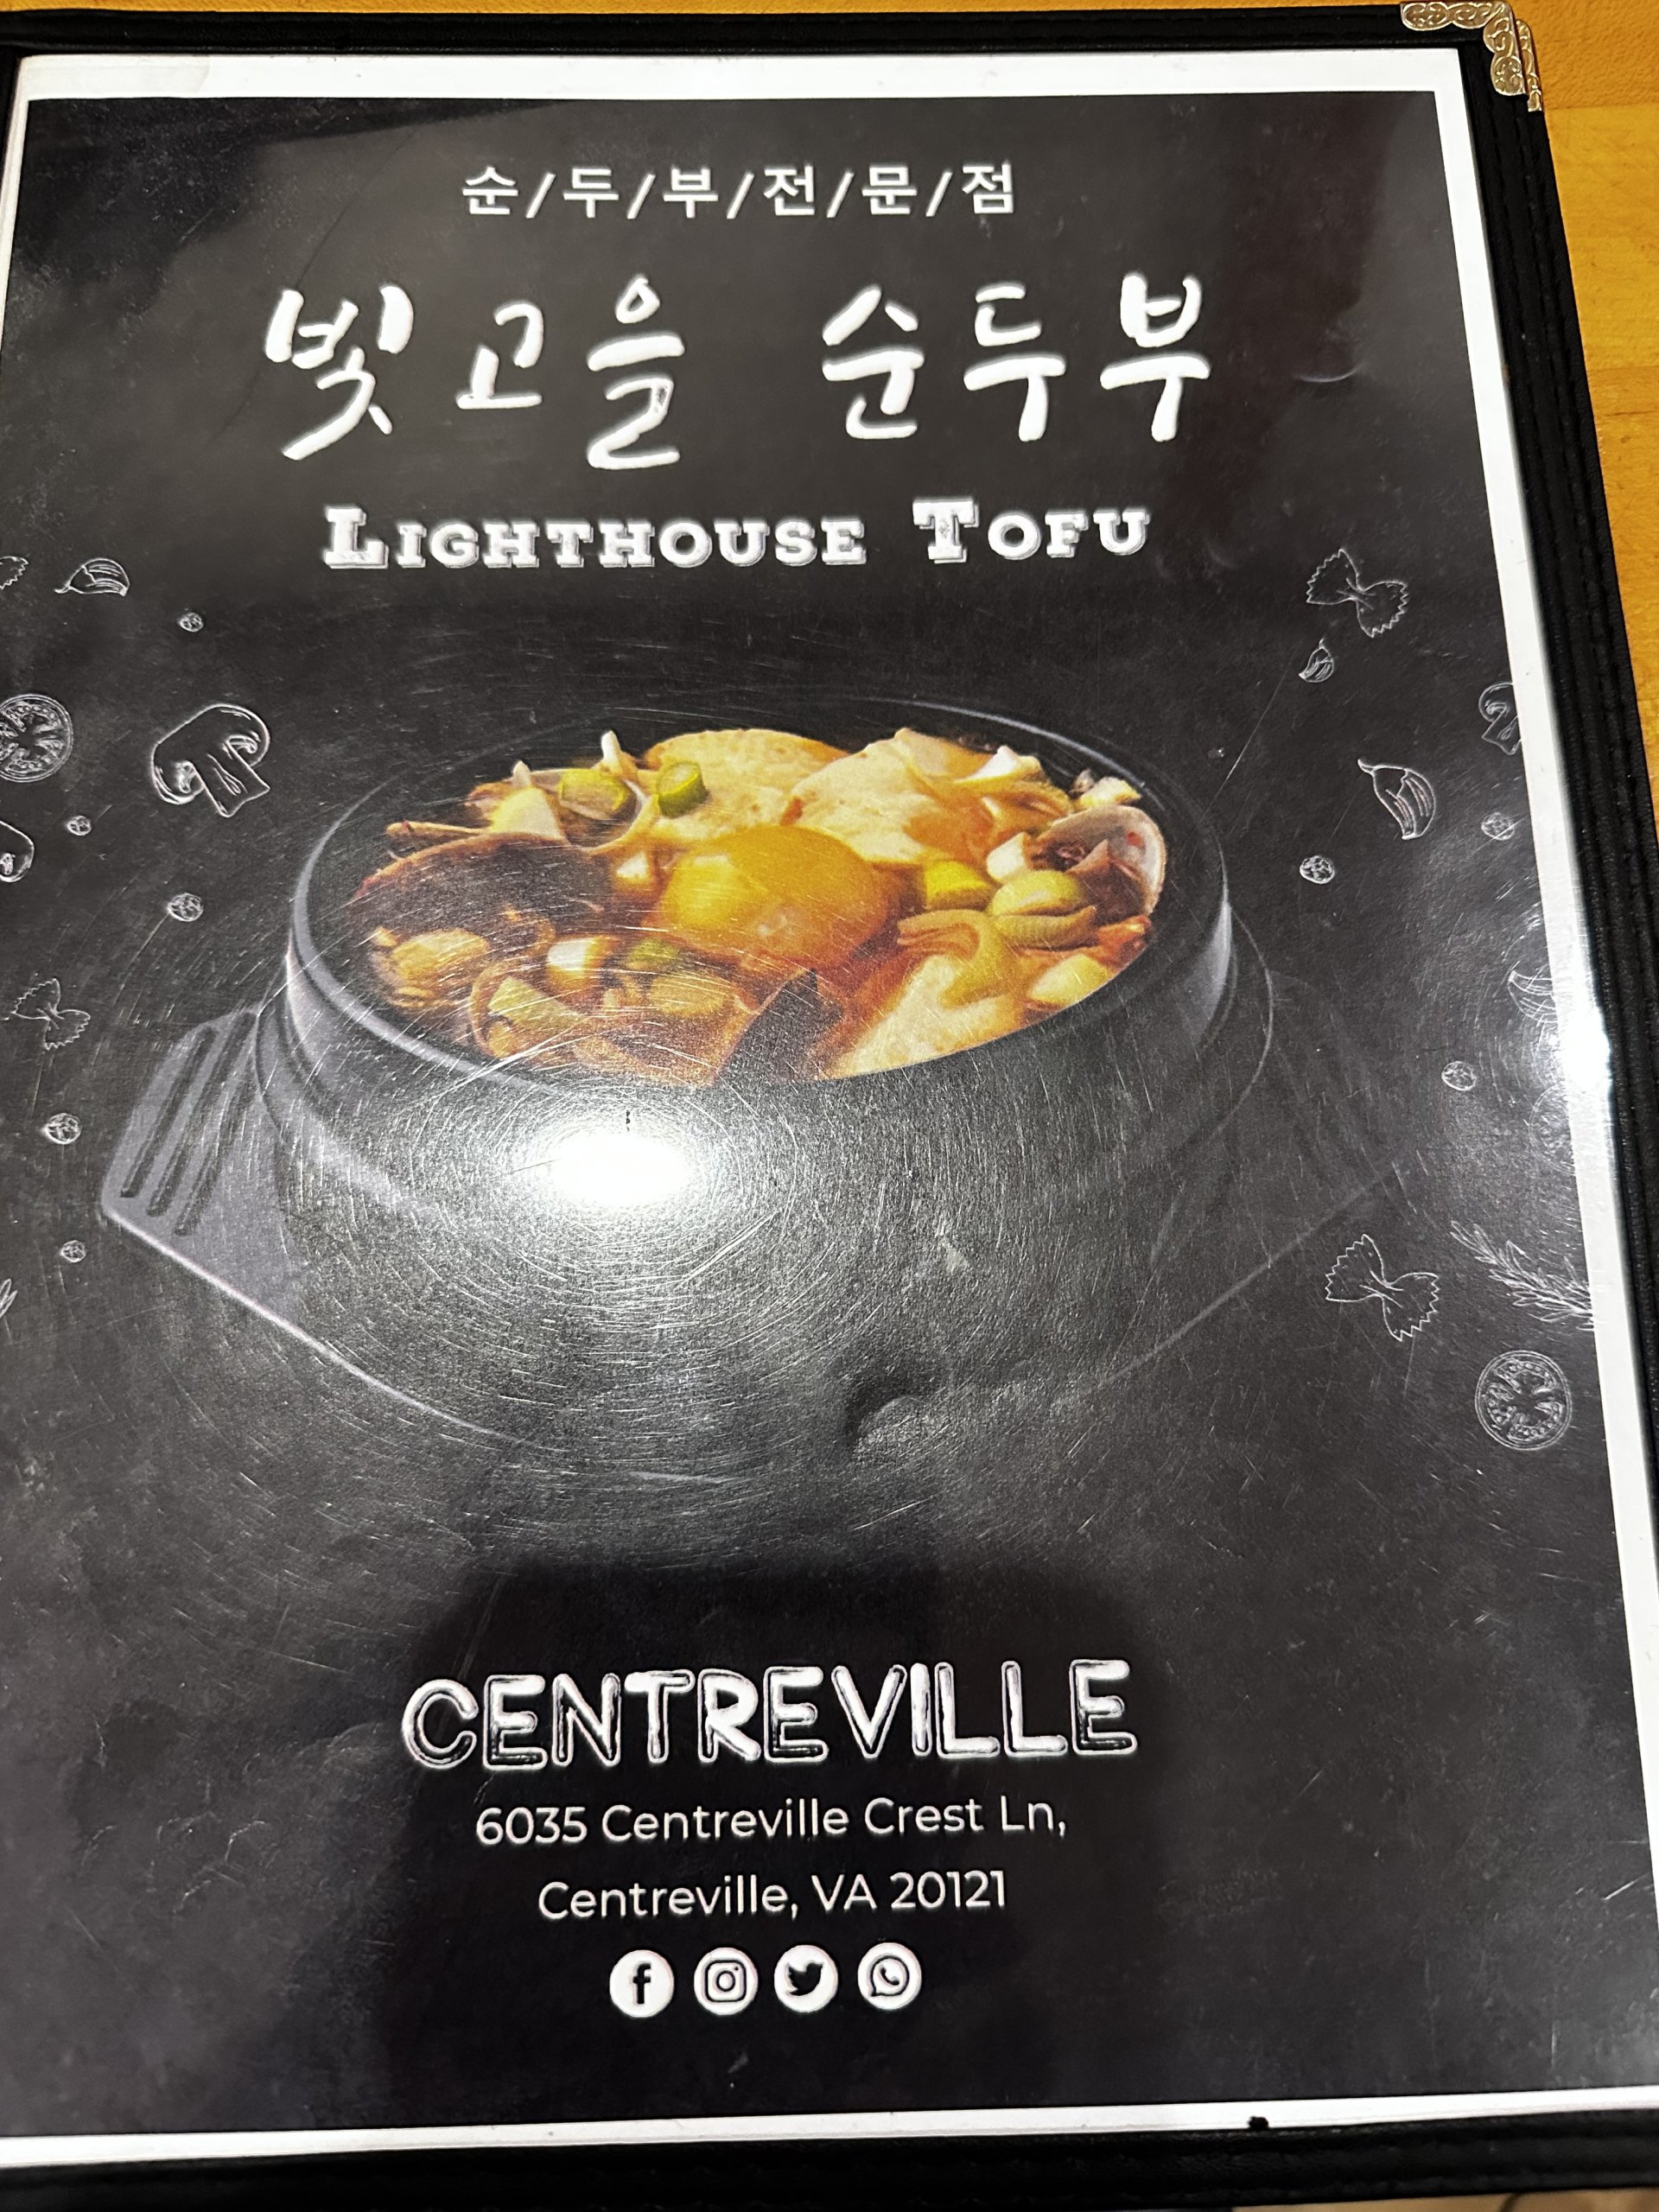 순/두/부/전/문/점
빛고을 순두부
LIGHTHOUSE TOFU
CENTREVILLE
6035 Centreville Crest Ln,
Centreville, VA 20121